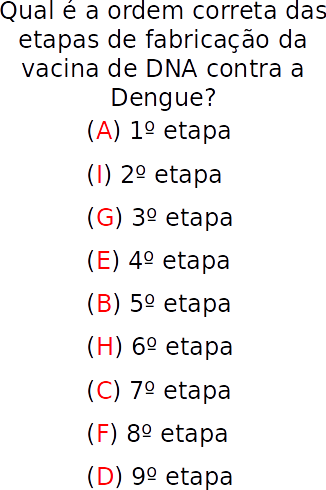 Qual é a ordem correta das
etapas de fabricação da
vacina de DNA contra a
Dengue?
(A) 1º etapa
(I) 2º etapa
(G) 3º etapa
(E) 4º etapa
(B) 5º etapa
(H) 6º etapa
(C) 7º etapa
(F) 8º etapa
(D) 9º etapa